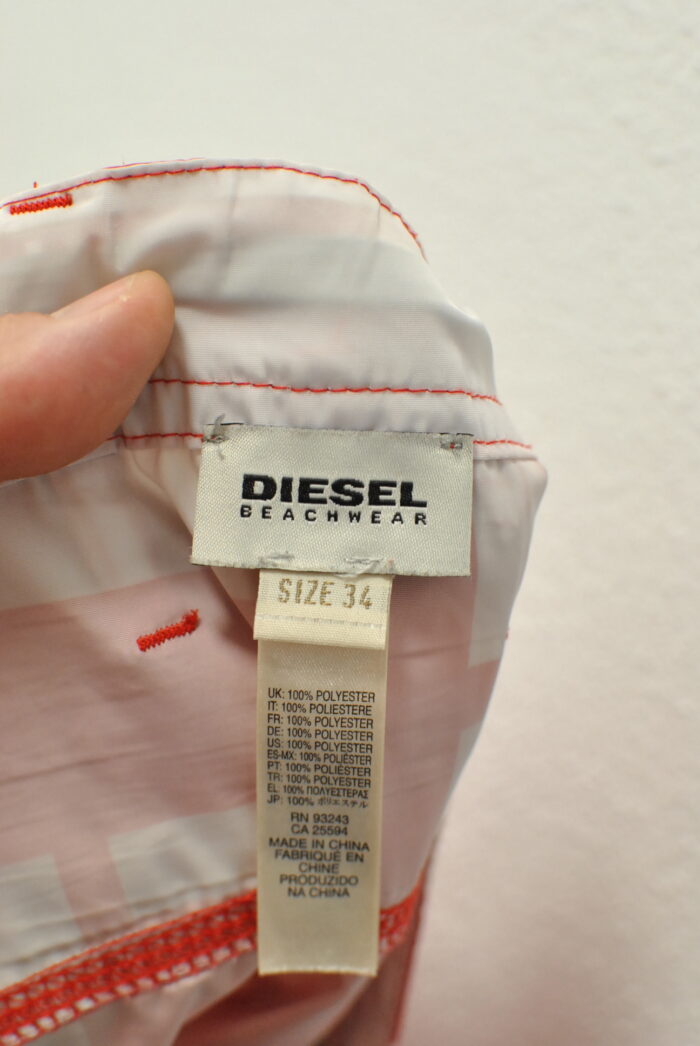 DIESEL
BEACHWEAR
SIZE 34
UK: 100% POLYESTER
IT: 100% POLIESTERE
FR: 100% POLYESTER
DE: 100% POLYESTER
US: 100% POLYESTER
ES-MX: 100% POLIÉSTER
PT: 100% POLIÉSTER
TR: 100% POLYESTER
EL: 100% ΠΟΛΥΕΣΤΕΡΑΣ
JP: 100% ポリエステル
RN 93243
CA 25594
MADE IN CHINA
FABRIQUÉ EN
CHINE
PRODUZIDO
NA CHINA